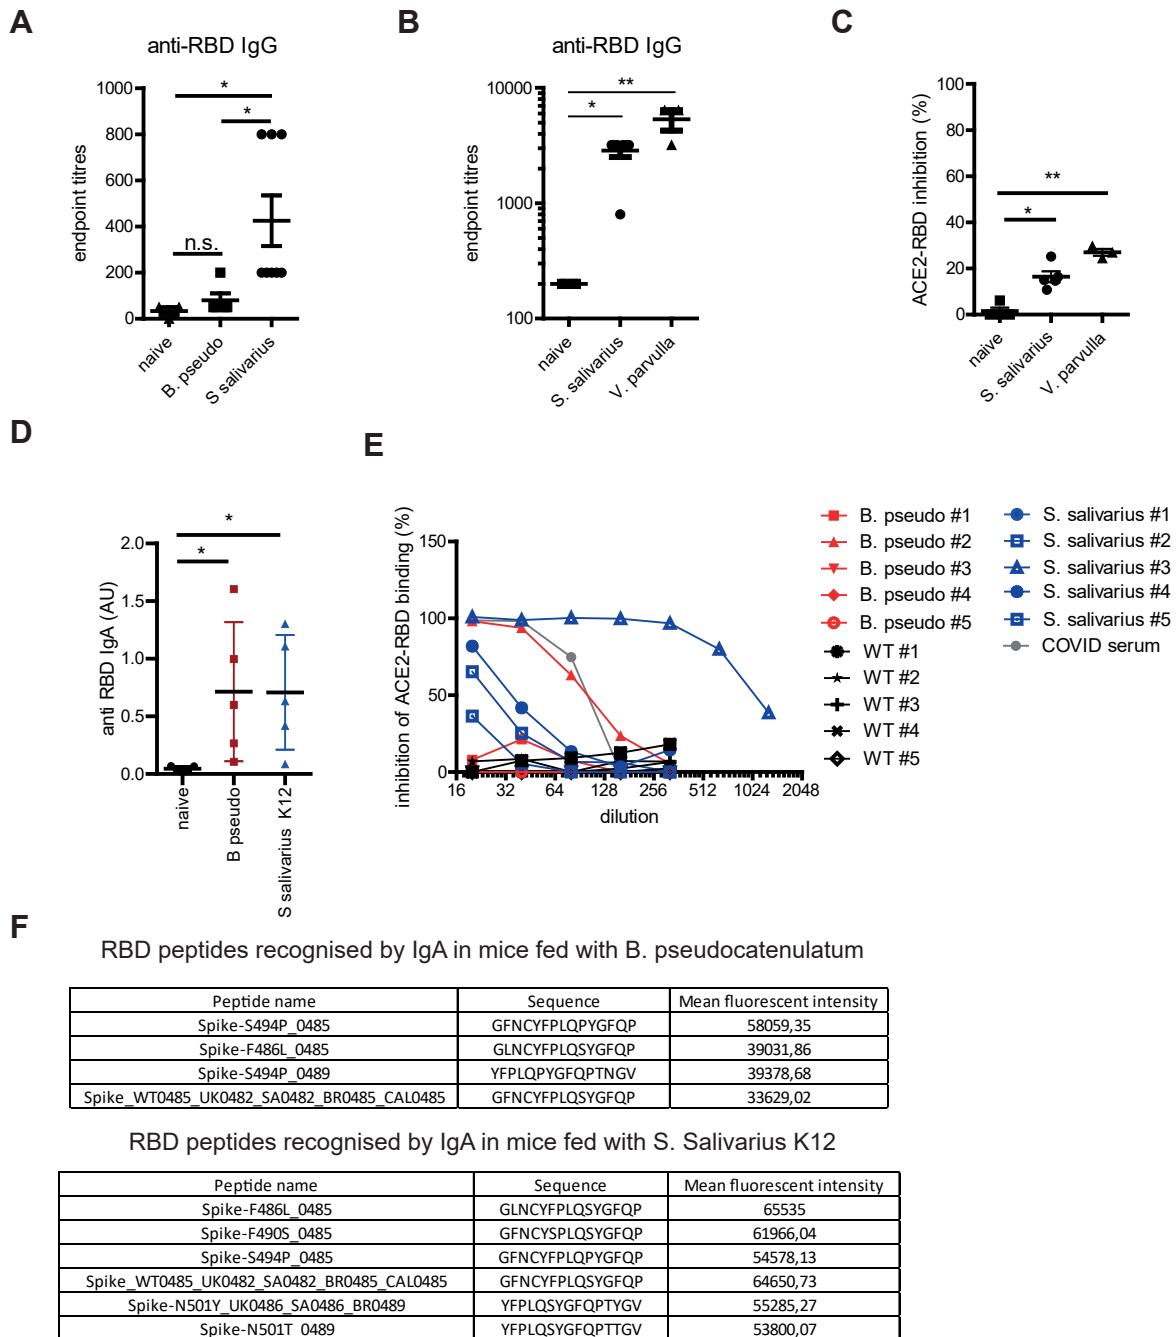 A
anti-RBD IgG
endpoint titres
1000
800
600
400
200
0
*
*
n.s.
naive
B. pseudo
S salivarius
B
anti-RBD IgG
endpoint titres
10000
1000
100
**
*
naive
S. salivarius
V. parvulla
C
ACE2-RBD inhibition (%)
100
80
60
40
20
0
**
*
naive
S. salivarius
V. parvulla
D
anti RBD IgA (AU)
2.0
1.5
1.0
0.5
0.0
*
*
naive
B pseudo
S salivarius K12
E
inhibition of ACE2-RBD binding (%)
150
100
50
0
16 32 64 128 256 512 1024 2048
dilution
B. pseudo #1
B. pseudo #2
B. pseudo #3
B. pseudo #4
B. pseudo #5
WT #1
WT #2
WT #3
WT #4
WT #5
S. salivarius #1
S. salivarius #2
S. salivarius #3
S. salivarius #4
S. salivarius #5
COVID serum
F
RBD peptides recognised by IgA in mice fed with B. pseudocatenulatum
Peptide name Sequence Mean fluorescent intensity
Spike-S494P_0485 GFNCYFPLQPYGFQP 58059,35
Spike-F486L_0485 GLNCYFPLQSYGFQP 39031,86
Spike-S494P_0489 YFPLQPYGFQPTNGV 39378,68
Spike_WT0485_UK0482_SA0482_BR0485_CAL0485 GFNCYFPLQSYGFQP 33629,02
RBD peptides recognised by IgA in mice fed with S. Salivarius K12
Peptide name Sequence Mean fluorescent intensity
Spike-F486L_0485 GLNCYFPLQSYGFQP 65535
Spike-F490S_0485 GFNCYSPLQSYGFQP 61966,04
Spike-S494P_0485 GFNCYFPLQPYGFQP 54578,13
Spike_WT0485_UK0482_SA0482_BR0485_CAL0485 GFNCYFPLQSYGFQP 64650,73
Spike-N501Y_UK0486_SA0486_BR0489 YFPLQSYGFQPTYGV 55285,27
Spike-N501T_0489 YFPLQSYGFQPTTGV 53800,07